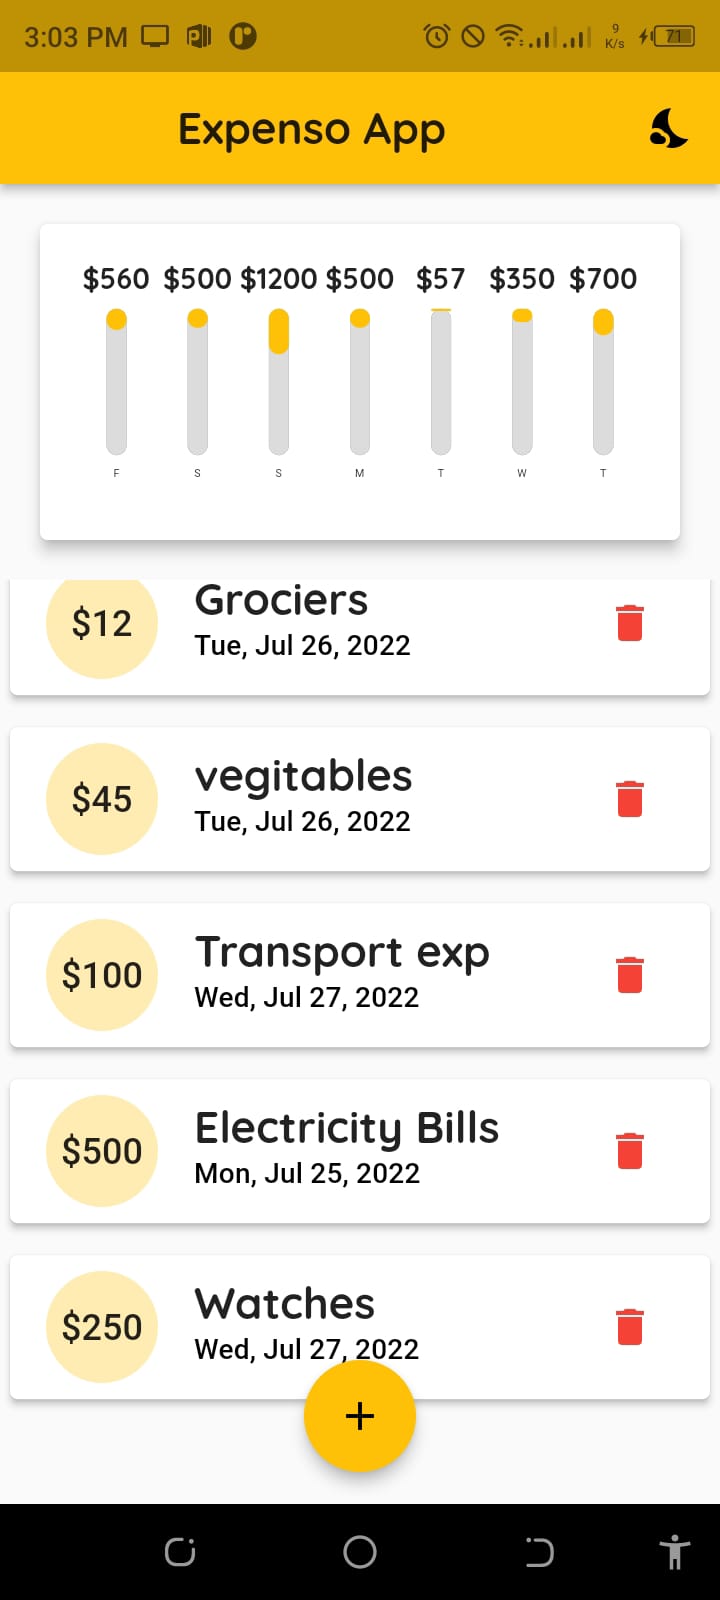 3:03 PM 9 K/s 71
Expenso App
$560 $500 $1200 $500 $57 $350 $700
F S S M T W T
$12 Grociers
Tue, Jul 26, 2022
$45 vegitables
Tue, Jul 26, 2022
$100 Transport exp
Wed, Jul 27, 2022
$500 Electricity Bills
Mon, Jul 25, 2022
$250 Watches
Wed, Jul 27, 2022
+